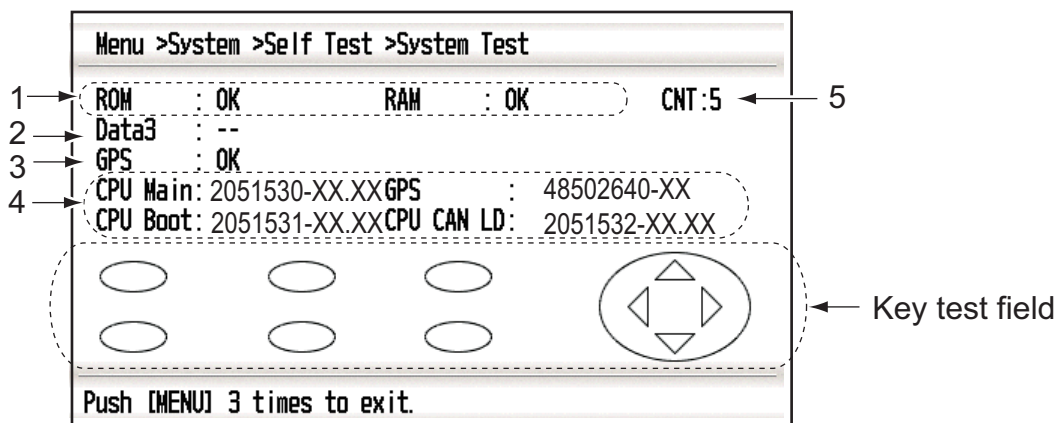 Menu >System >Self Test >System Test
1 ROM : OK RAM : OK CNT:5 5
2 Data3 : --
3 GPS : OK
4 CPU Main: 2051530-XX.XX GPS : 48502640-XX
CPU Boot: 2051531-XX.XX CPU CAN LD: 2051532-XX.XX
Key test field
Push [MENU] 3 times to exit.